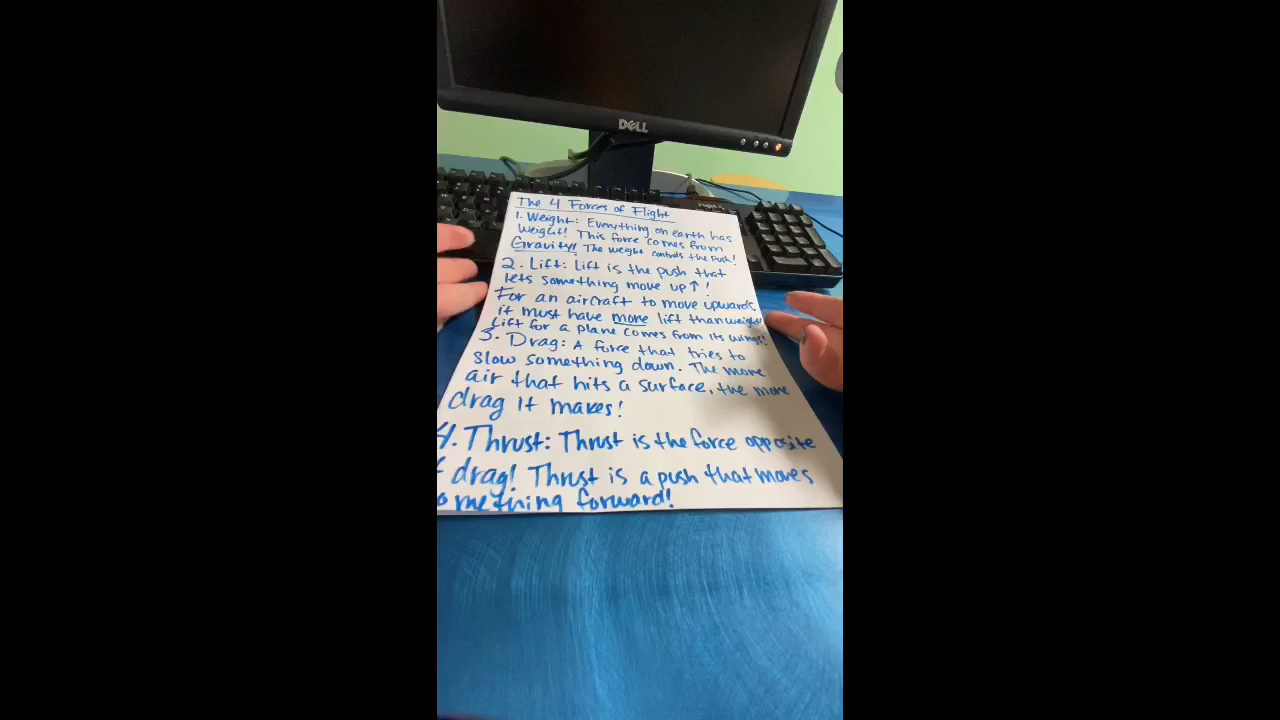 DELL
The 4 Forces of Flight
1. Weight: Everything on earth has
Weight! This force comes from
Gravity!! The weight controls the push!
2. Lift: Lift is the push that
lets something move up↑!
For an aircraft to move upwards,
it must have more lift than weight!
Lift for a plane comes from its wings!
3. Drag: A force that tries to
slow something down. The more
air that hits a surface, the more
drag it makes!
4. Thrust: Thrust is the force opposite
drag! Thrust is a push that moves
omething forward!